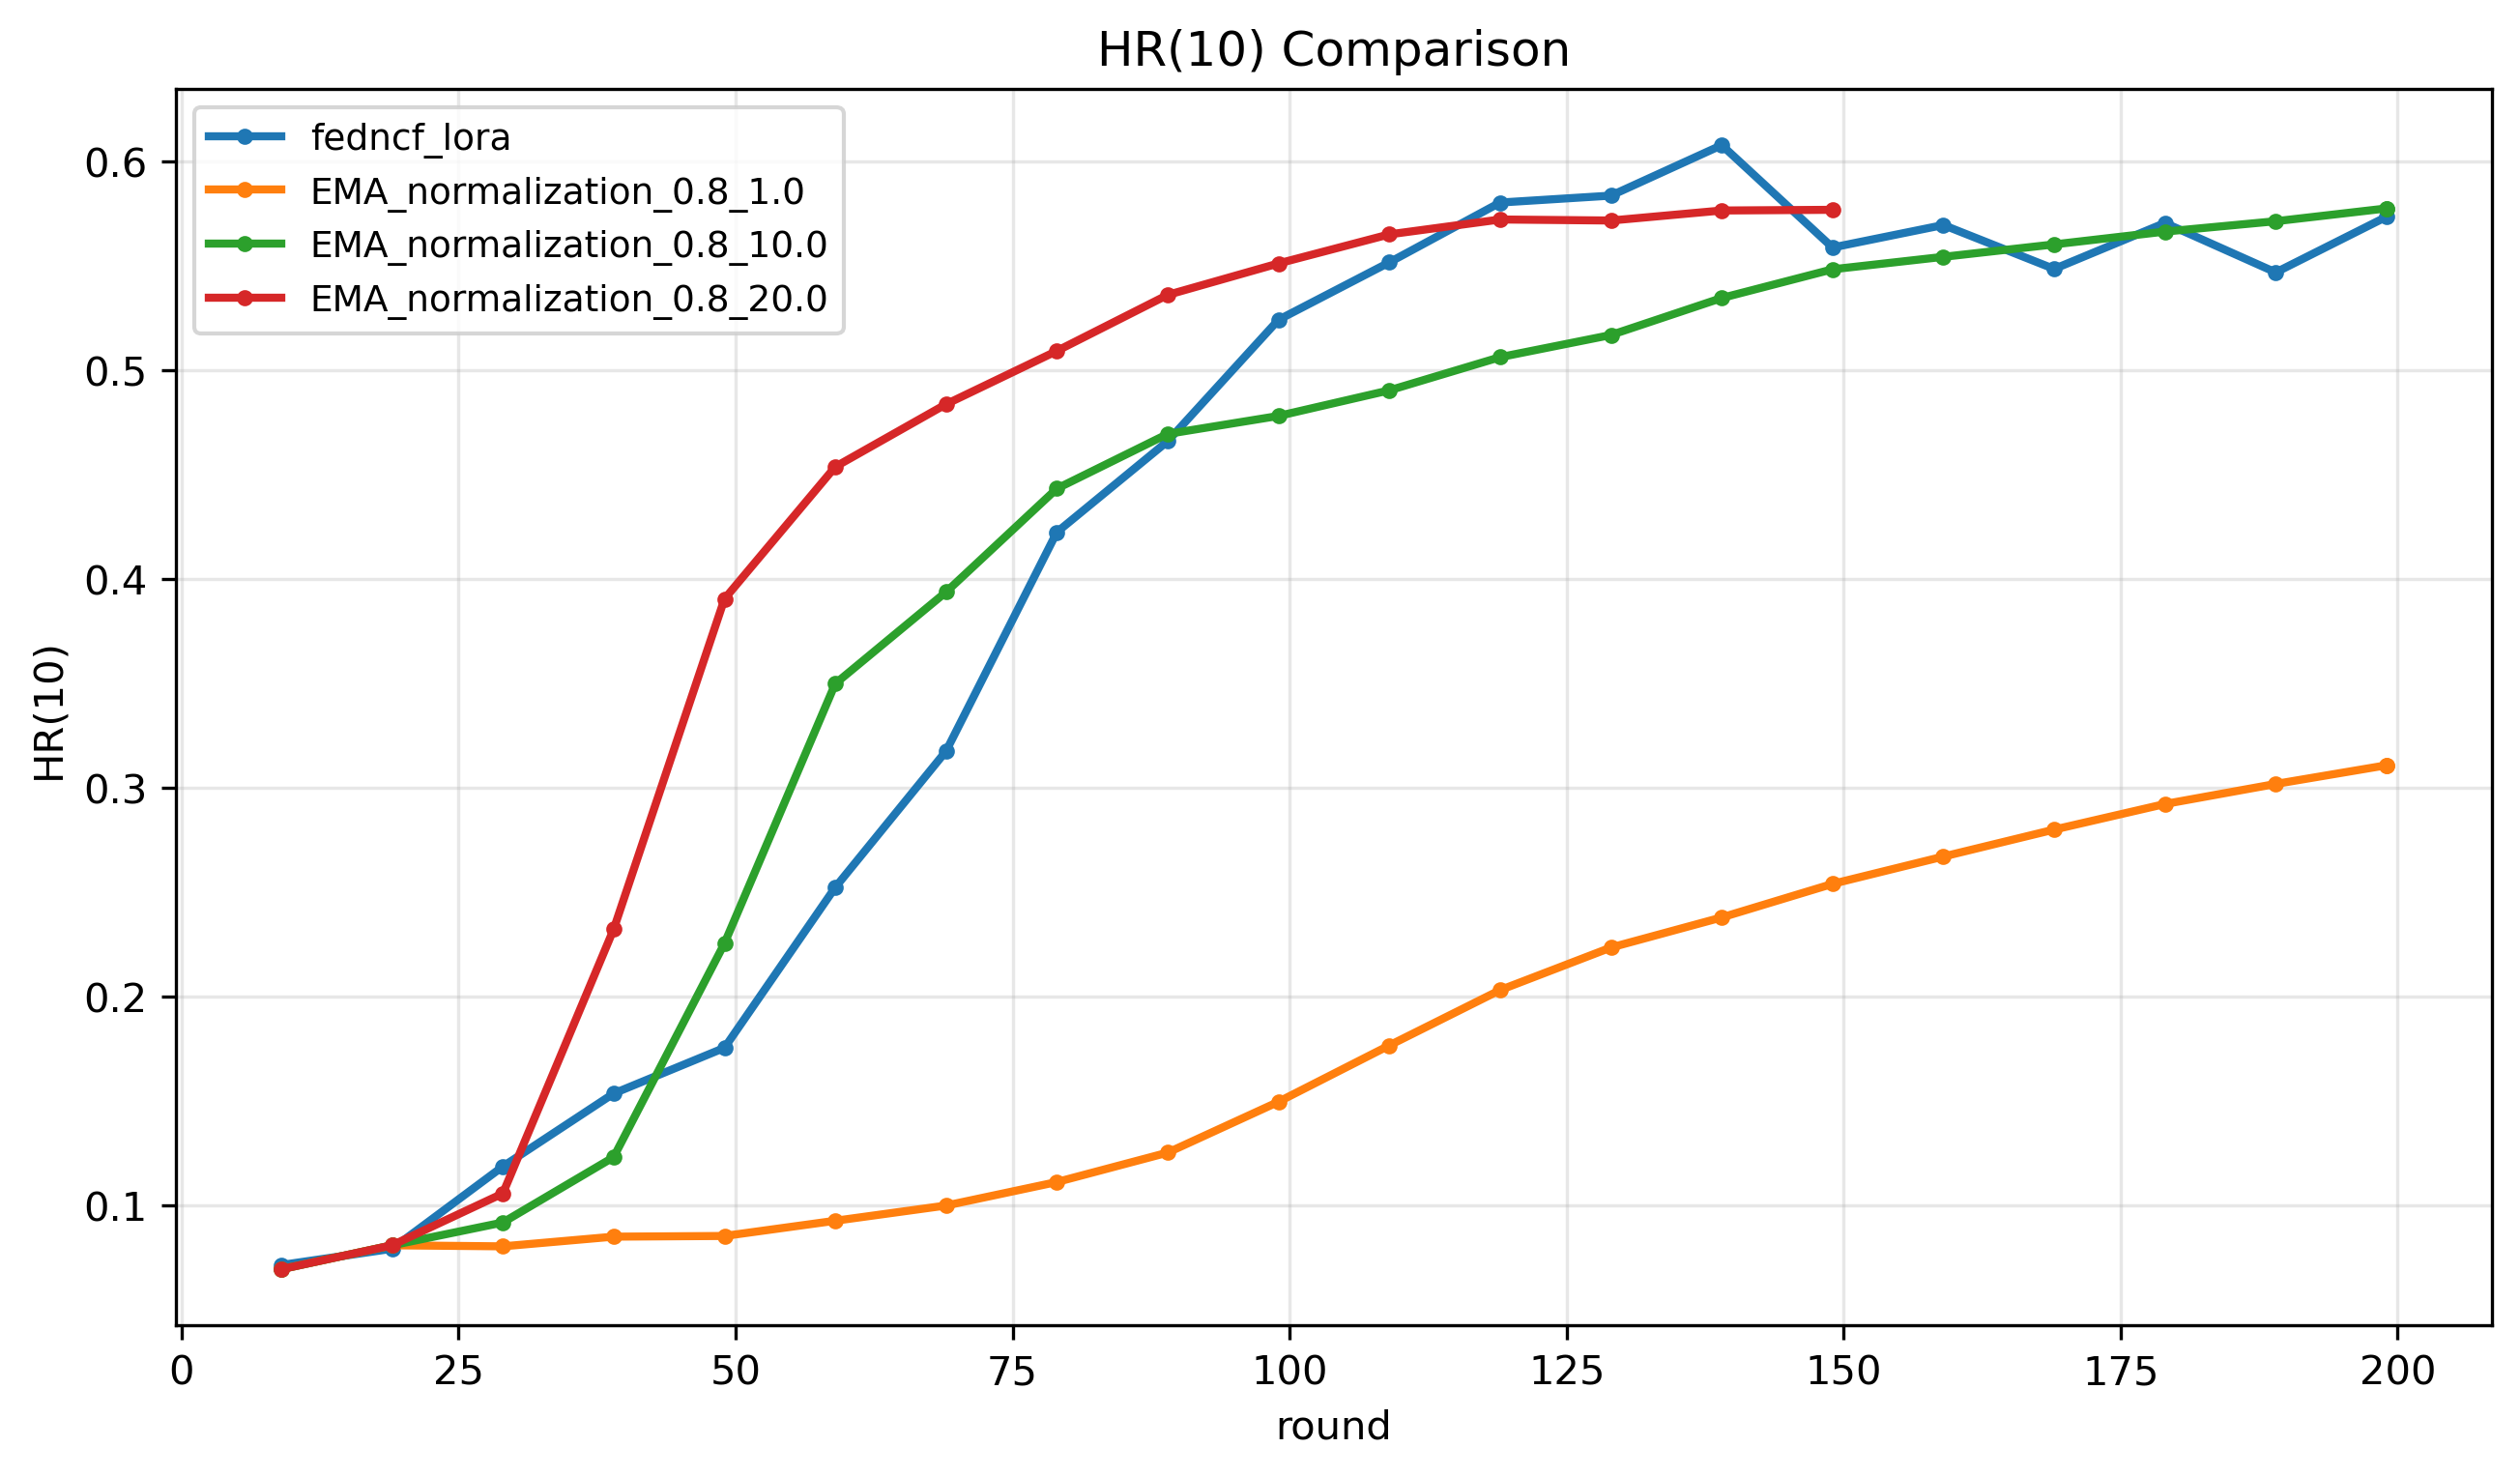 HR(10) Comparison
fedncf_lora
EMA_normalization_0.8_1.0
EMA_normalization_0.8_10.0
EMA_normalization_0.8_20.0
0.6
0.5
0.4
0.3
0.2
0.1
HR(10)
0 25 50 75 100 125 150 175 200
round